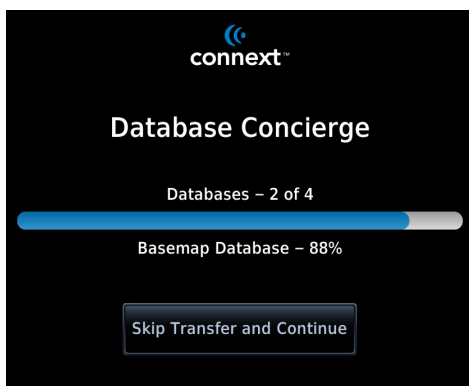 connext™
Database Concierge
Databases – 2 of 4
Basemap Database – 88%
Skip Transfer and Continue